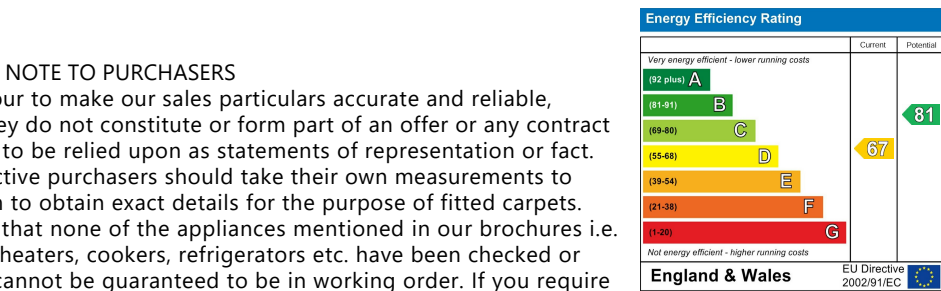 NOTE TO PURCHASERS
our to make our sales particulars accurate and reliable,
ey do not constitute or form part of an offer or any contract
to be relied upon as statements of representation or fact.
ctive purchasers should take their own measurements to
n to obtain exact details for the purpose of fitted carpets.
that none of the appliances mentioned in our brochures i.e.
heaters, cookers, refrigerators etc. have been checked or
cannot be guaranteed to be in working order. If you require
Energy Efficiency Rating
Current Potential
Very energy efficient - lower running costs
(92 plus) A
(81-91) B
81
(69-80) C
(55-68) D
67
(39-54) E
(21-38) F
(1-20) G
Not energy efficient - higher running costs
England & Wales
EU Directive
2002/91/EC